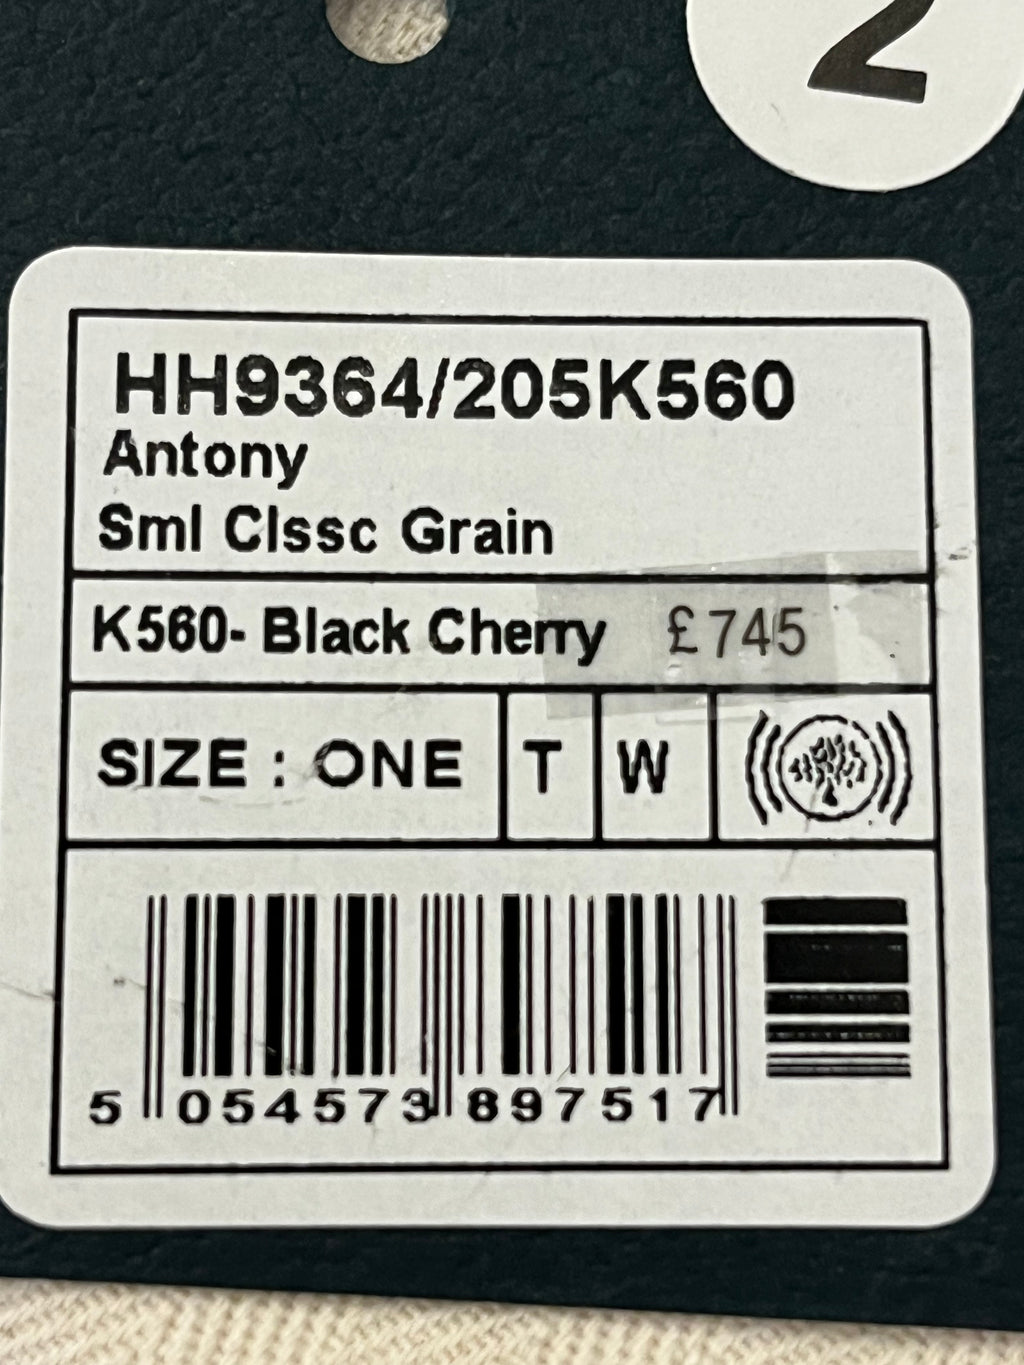 2
HH9364/205K560
Antony
Sml Clssc Grain
K560- Black Cherry £745
SIZE : ONE T W
5 054573 897517